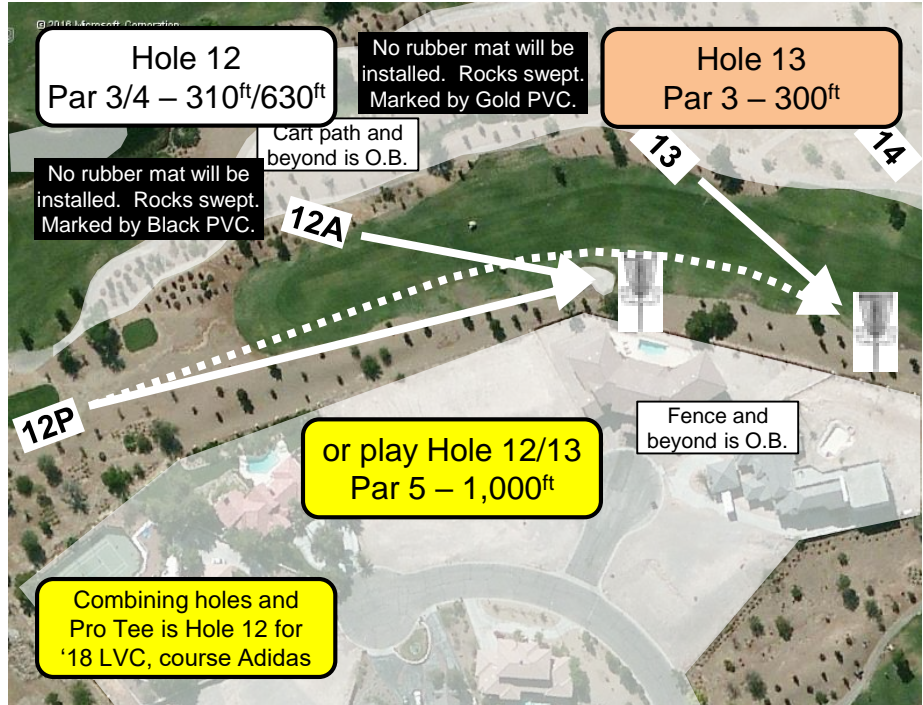 © 2016 Microsoft Corporation
Hole 12
Par 3/4 – 310ft/630ft
No rubber mat will be
installed. Rocks swept.
Marked by Gold PVC.
Hole 13
Par 3 – 300ft
Cart path and
beyond is O.B.
13
14
No rubber mat will be
installed. Rocks swept.
Marked by Black PVC.
12A
12P
Fence and
beyond is O.B.
or play Hole 12/13
Par 5 – 1,000ft
Combining holes and
Pro Tee is Hole 12 for
‘18 LVC, course Adidas